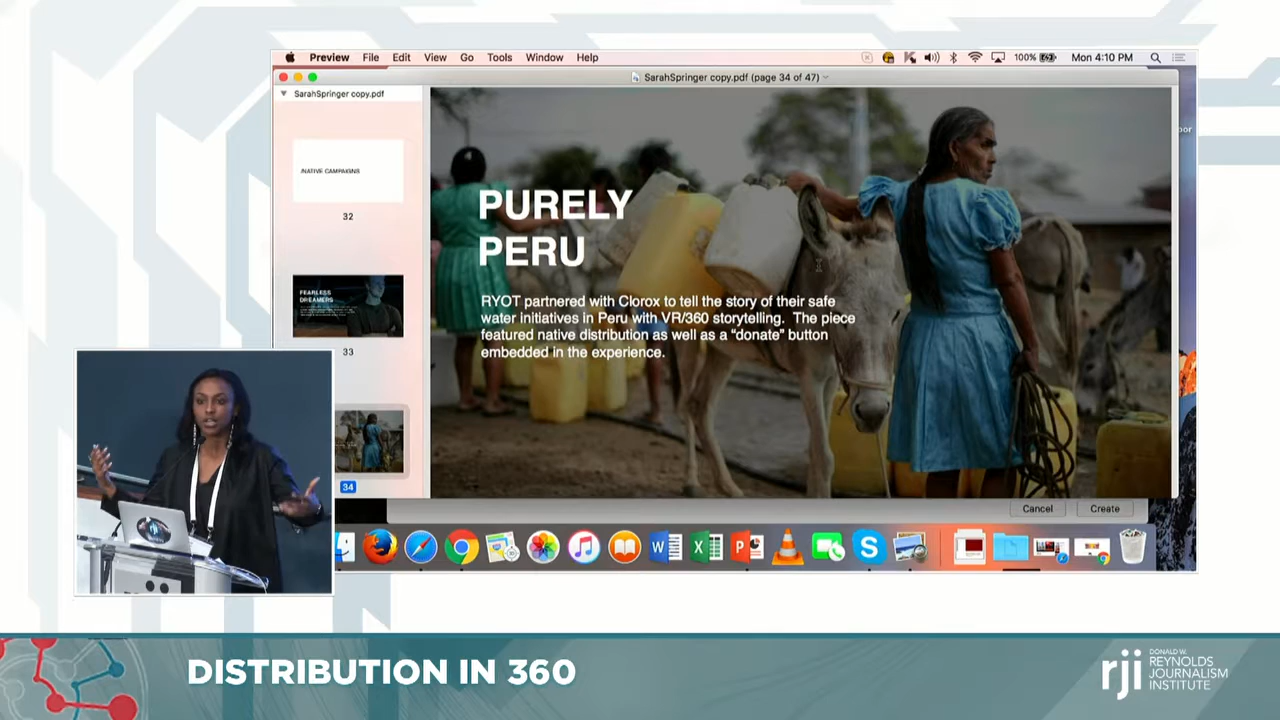 Preview File Edit View Go Tools Window Help
100%
Mon 4:10 PM
SarahSpringer copy.pdf (page 34 of 47)
SarahSpringer copy.pdf
/NATIVE CAMPAIGNS
32
FEARLESS
DREAMERS
33
34
PURELY
PERU
RYOT partnered with Clorox to tell the story of their safe
water initiatives in Peru with VR/360 storytelling. The piece
featured native distribution as well as a “donate” button
embedded in the experience.
Cancel
Create
DISTRIBUTION IN 360
rji
DONALD W.
REYNOLDS
JOURNALISM
INSTITUTE